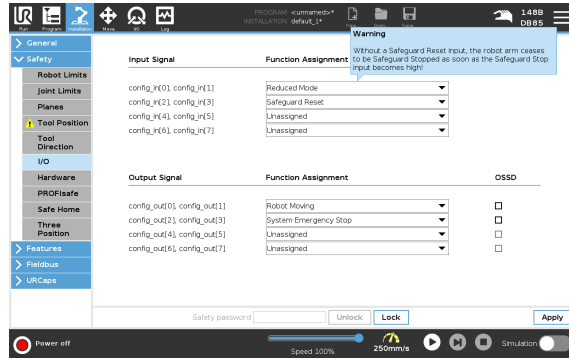 PROGRAM <unnamed>*
INSTALLATION default_1*
148B
DB85
Run
Program
Installation
Move
I/O
Log
Warning
Without a Safeguard Reset input, the robot arm ceases
to be Safeguard Stopped as soon as the Safeguard Stop
input becomes high!
General
Safety
Robot Limits
Joint Limits
Planes
Tool Position
Tool
Direction
I/O
Hardware
PROFIsafe
Safe Home
Three
Position
Features
Fieldbus
URCaps
Input Signal Function Assignment
config_in[0], config_in[1] Reduced Mode
config_in[2], config_in[3] Safeguard Reset
config_in[4], config_in[5] Unassigned
config_in[6], config_in[7] Unassigned
Output Signal Function Assignment OSSD
config_out[0], config_out[1] Robot Moving
config_out[2], config_out[3] System Emergency Stop
config_out[4], config_out[5] Unassigned
config_out[6], config_out[7] Unassigned
Safety password Unlock Lock Apply
Power off
Speed 100%
250mm/s
Simulation